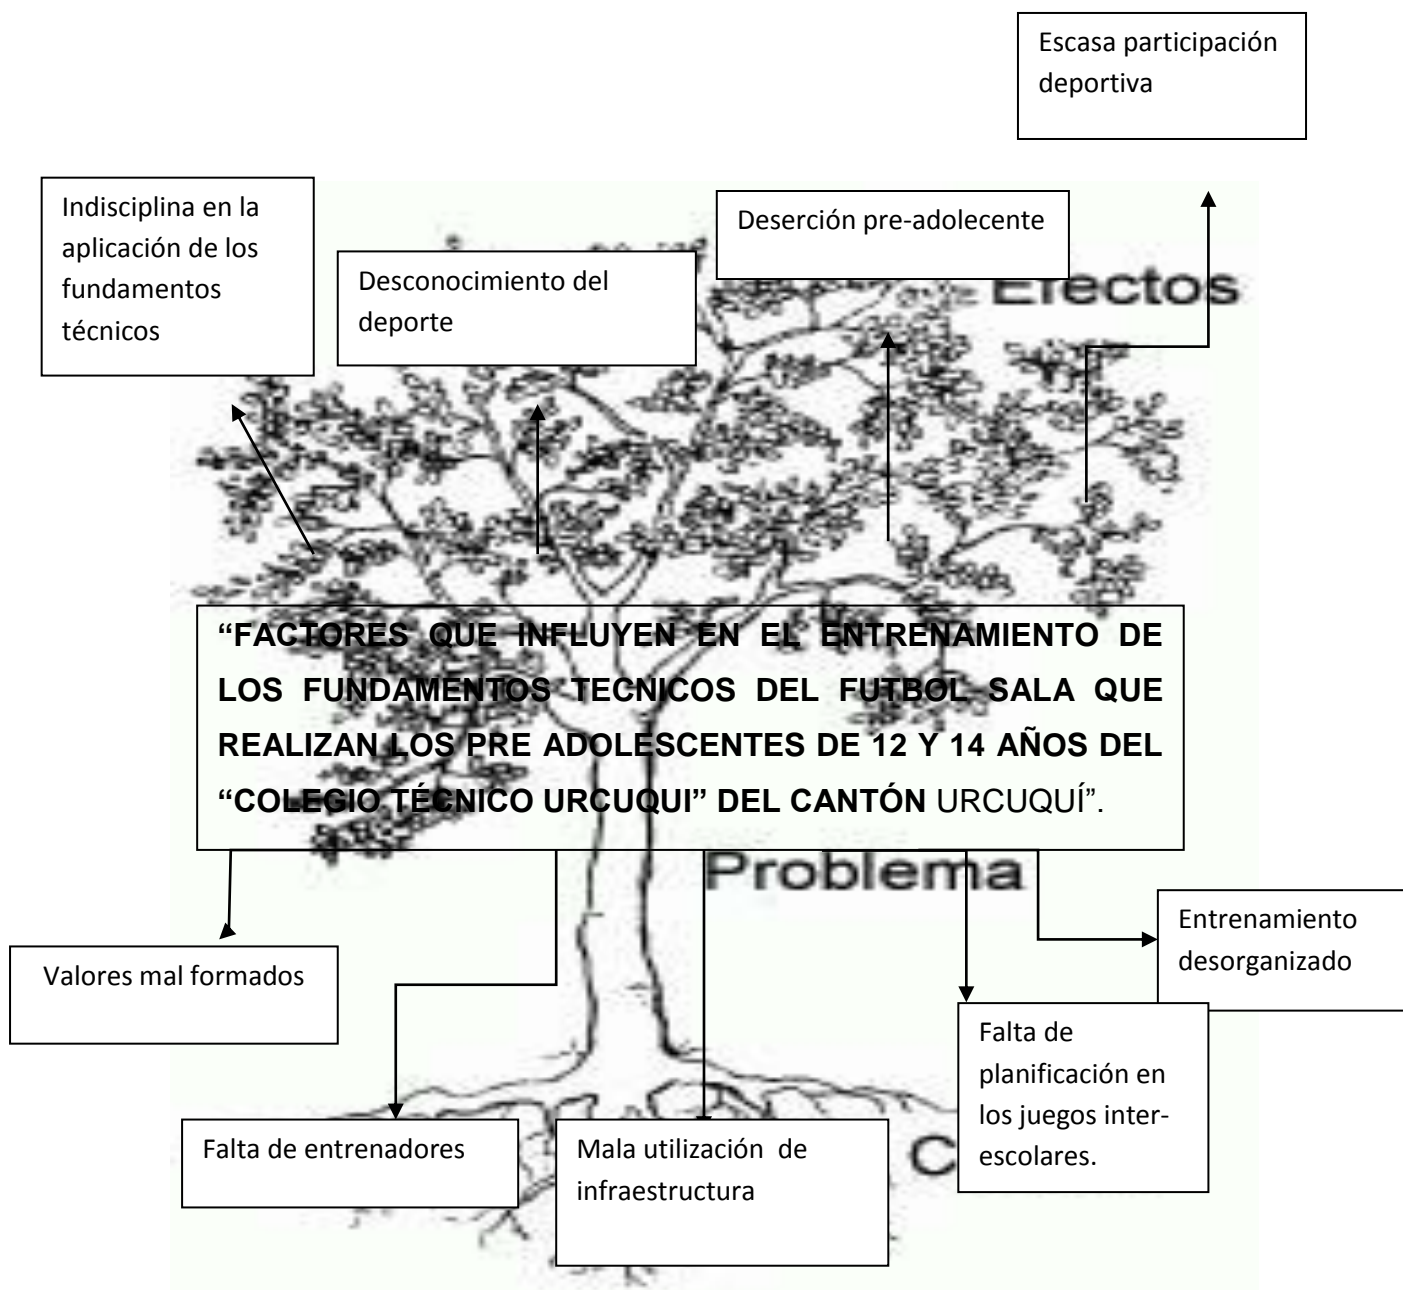 Escasa participación
deportiva
Indisciplina en la
aplicación de los
fundamentos
técnicos
Deserción pre-adolecente
Desconocimiento del
deporte
Efectos
“FACTORES QUE INFLUYEN EN EL ENTRENAMIENTO DE
LOS FUNDAMENTOS TECNICOS DEL FUTBOL SALA QUE
REALIZAN LOS PRE ADOLESCENTES DE 12 Y 14 AÑOS DEL
“COLEGIO TÉCNICO URCUQUI” DEL CANTÓN URCUQUÍ”.
Problema
Entrenamiento
desorganizado
Valores mal formados
Falta de
planificación en
los juegos inter-
escolares.
Falta de entrenadores
Mala utilización de
infraestructura
C